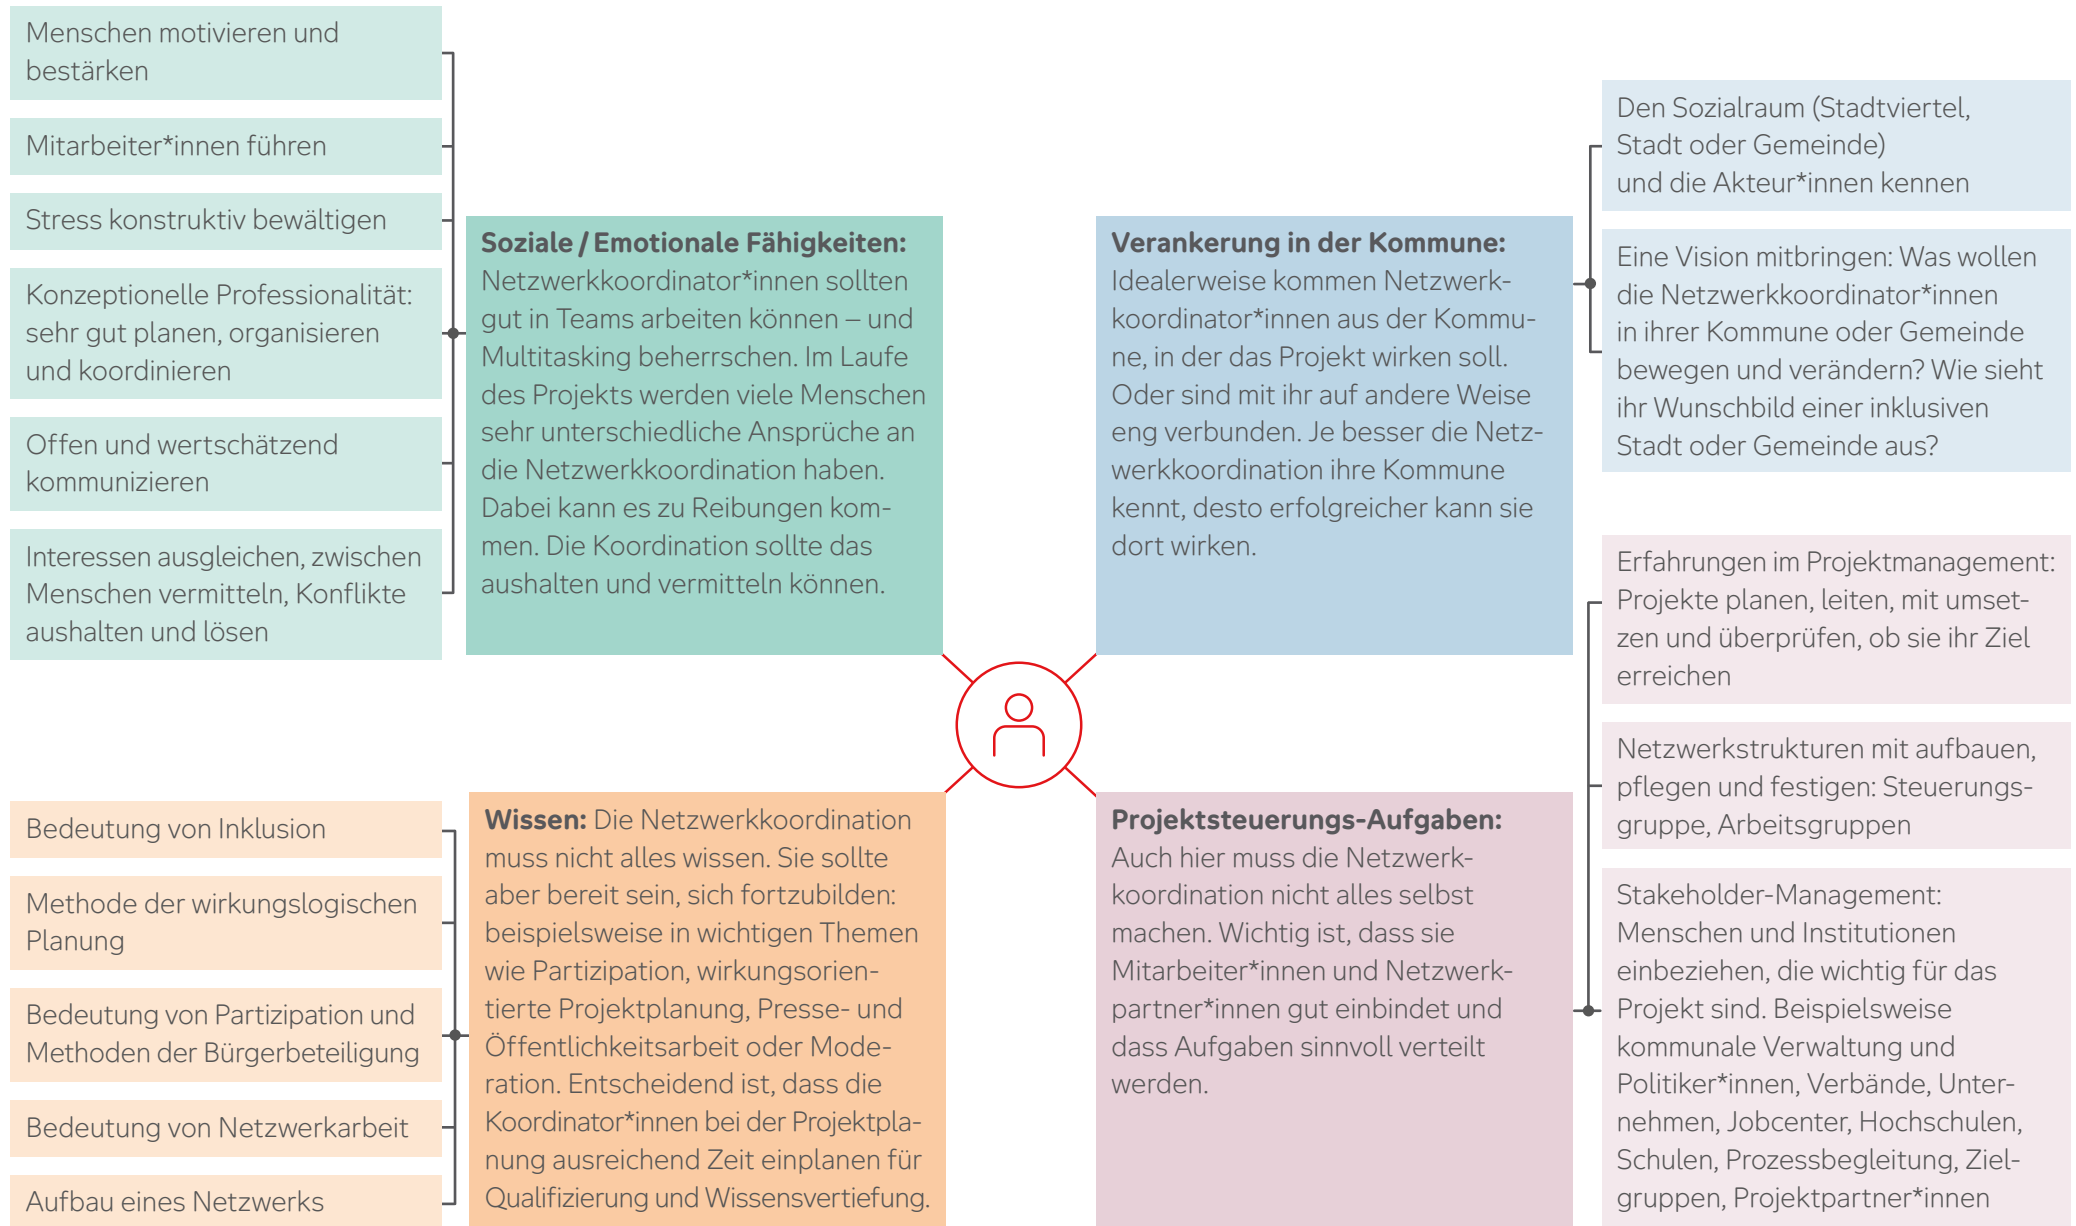 Menschen motivieren und
bestärken
Mitarbeiter*innen führen
Stress konstruktiv bewältigen
Konzeptionelle Professionalität:
sehr gut planen, organisieren
und koordinieren
Offen und wertschätzend
kommunizieren
Interessen ausgleichen, zwischen
Menschen vermitteln, Konflikte
aushalten und lösen
Soziale / Emotionale Fähigkeiten:
Netzwerkkoordinator*innen sollten
gut in Teams arbeiten können – und
Multitasking beherrschen. Im Laufe
des Projekts werden viele Menschen
sehr unterschiedliche Ansprüche an
die Netzwerkkoordination haben.
Dabei kann es zu Reibungen kom-
men. Die Koordination sollte das
aushalten und vermitteln können.
Verankerung in der Kommune:
Idealerweise kommen Netzwerk-
koordinator*innen aus der Kommu-
ne, in der das Projekt wirken soll.
Oder sind mit ihr auf andere Weise
eng verbunden. Je besser die Netz-
werkkoordination ihre Kommune
kennt, desto erfolgreicher kann sie
dort wirken.
Den Sozialraum (Stadtviertel,
Stadt oder Gemeinde)
und die Akteur*innen kennen
Eine Vision mitbringen: Was wollen
die Netzwerkkoordinator*innen
in ihrer Kommune oder Gemeinde
bewegen und verändern? Wie sieht
ihr Wunschbild einer inklusiven
Stadt oder Gemeinde aus?
Bedeutung von Inklusion
Methode der wirkungslogischen
Planung
Bedeutung von Partizipation und
Methoden der Bürgerbeteiligung
Bedeutung von Netzwerkarbeit
Aufbau eines Netzwerks
Wissen: Die Netzwerkkoordination
muss nicht alles wissen. Sie sollte
aber bereit sein, sich fortzubilden:
beispielsweise in wichtigen Themen
wie Partizipation, wirkungsorien-
tierte Projektplanung, Presse- und
Öffentlichkeitsarbeit oder Mode-
ration. Entscheidend ist, dass die
Koordinator*innen bei der Projektpla-
nung ausreichend Zeit einplanen für
Qualifizierung und Wissensvertiefung.
Projektsteuerungs-Aufgaben:
Auch hier muss die Netzwerk-
koordination nicht alles selbst
machen. Wichtig ist, dass sie
Mitarbeiter*innen und Netzwerk-
partner*innen gut einbindet und
dass Aufgaben sinnvoll verteilt
werden.
Erfahrungen im Projektmanagement:
Projekte planen, leiten, mit umset-
zen und überprüfen, ob sie ihr Ziel
erreichen
Netzwerkstrukturen mit aufbauen,
pflegen und festigen: Steuerungs-
gruppe, Arbeitsgruppen
Stakeholder-Management:
Menschen und Institutionen
einbeziehen, die wichtig für das
Projekt sind. Beispielsweise
kommunale Verwaltung und
Politiker*innen, Verbände, Unter-
nehmen, Jobcenter, Hochschulen,
Schulen, Prozessbegleitung, Ziel-
gruppen, Projektpartner*innen